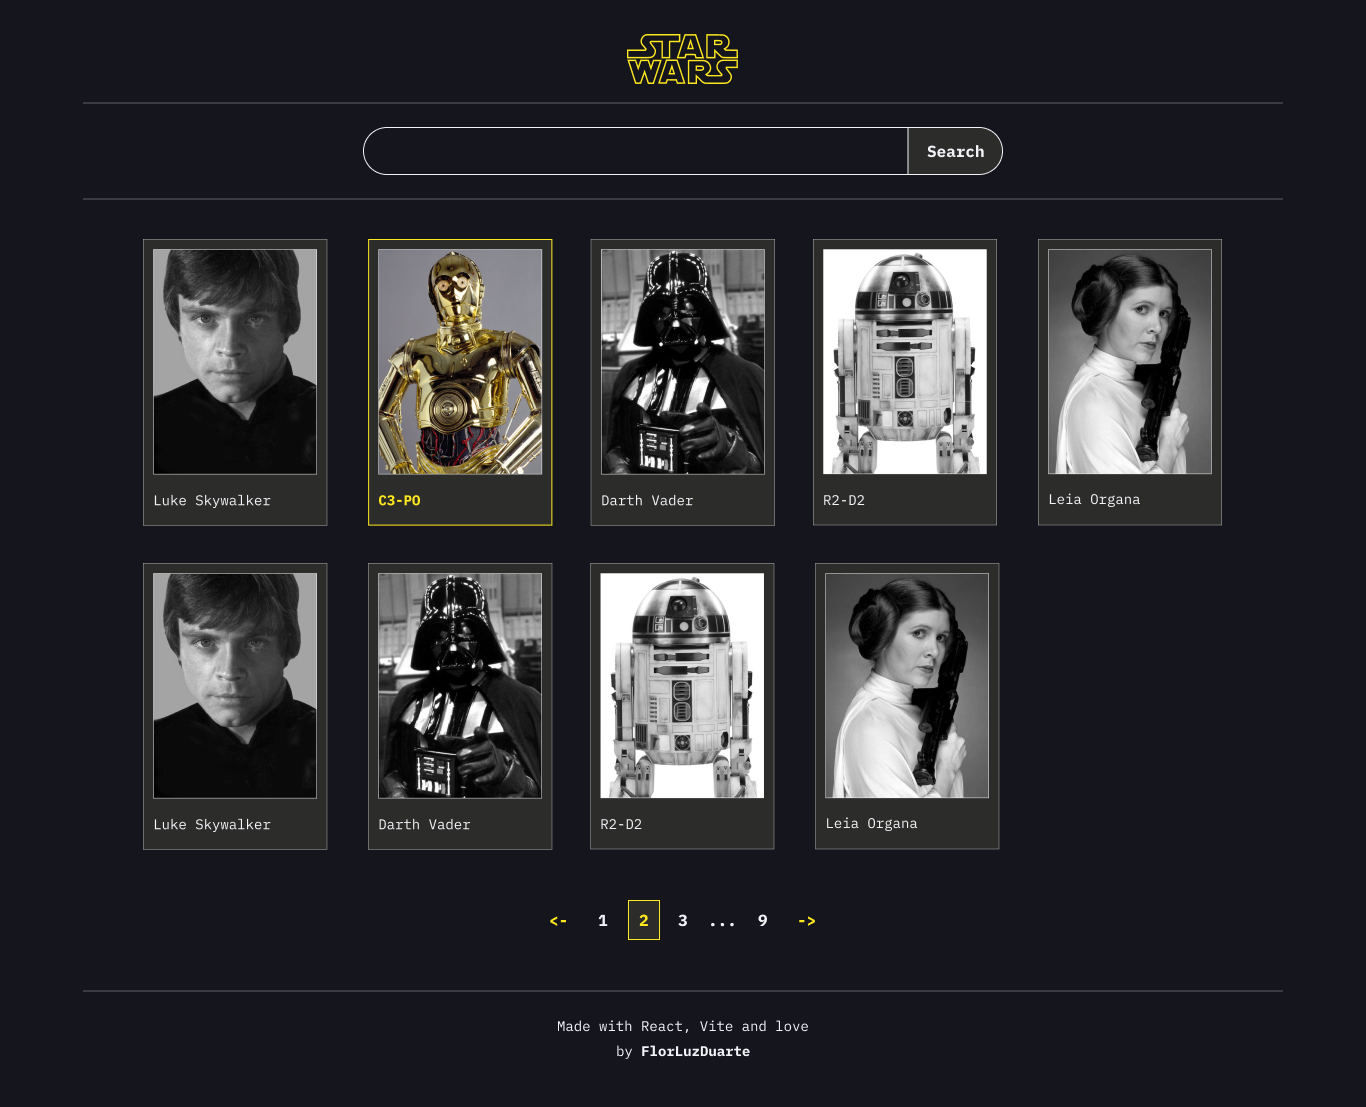 STAR
WARS
Search
Luke Skywalker
C3-PO
Darth Vader
R2-D2
Leia Organa
Luke Skywalker
Darth Vader
R2-D2
Leia Organa
<- 1 2 3 ... 9 ->
Made with React, Vite and love
by FlorLuzDuarte